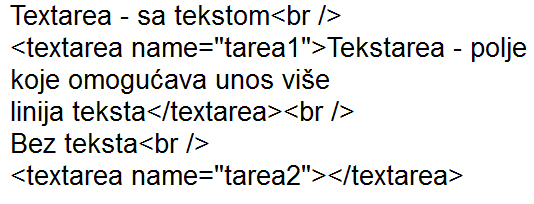 Textarea - sa tekstom<br />
<textarea name="tarea1">Tekstarea - polje
koje omogućava unos više
linija teksta</textarea><br />
Bez teksta<br />
<textarea name="tarea2"></textarea>